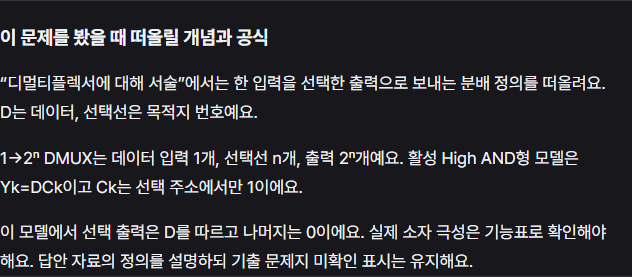 이 문제를 봤을 때 떠올릴 개념과 공식
“디멀티플렉서에 대해 서술”에서는 한 입력을 선택한 출력으로 보내는 분배 정의를 떠올려요.
D는 데이터, 선택선은 목적지 번호예요.
1→2ⁿ DMUX는 데이터 입력 1개, 선택선 n개, 출력 2ⁿ개예요. 활성 High AND형 모델은
Yk=DCk이고 Ck는 선택 주소에서만 1이에요.
이 모델에서 선택 출력은 D를 따르고 나머지는 0이에요. 실제 소자 극성은 기능표로 확인해야
해요. 답안 자료의 정의를 설명하되 기출 문제지 미확인 표시는 유지해요.